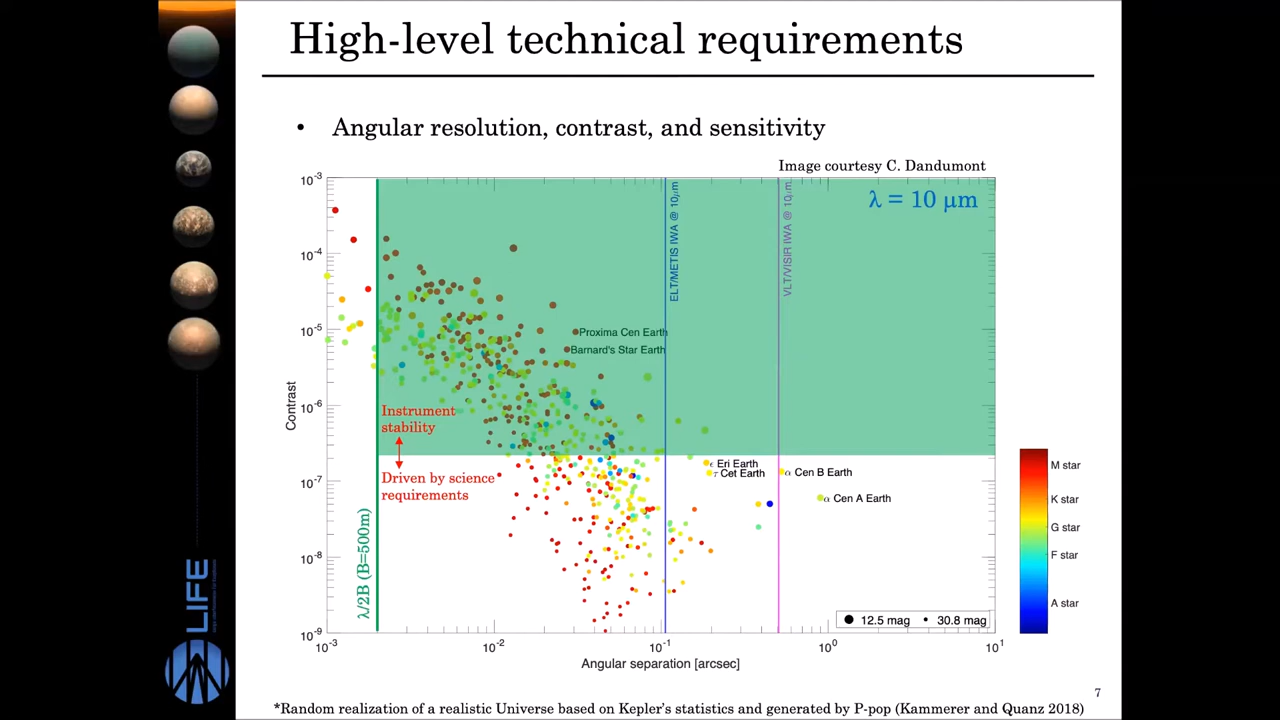 High-level technical requirements
• Angular resolution, contrast, and sensitivity
Image courtesy C. Dandumont
λ = 10 μm
ELT/METIS IWA @ 10μm
VLT/VISIR IWA @ 10μm
10-3
10-4
10-5
10-6
10-7
10-8
10-9
Contrast
Proxima Cen Earth
Barnard's Star Earth
Instrument
stability
Driven by science
requirements
ϵ Eri Earth
τ Cet Earth
α Cen B Earth
α Cen A Earth
λ/2B (B=500m)
12.5 mag
30.8 mag
10-3
10-2
10-1
100
101
Angular separation [arcsec]
M star
K star
G star
F star
A star
LIFE
7
*Random realization of a realistic Universe based on Kepler's statistics and generated by P-pop (Kammerer and Quanz 2018)